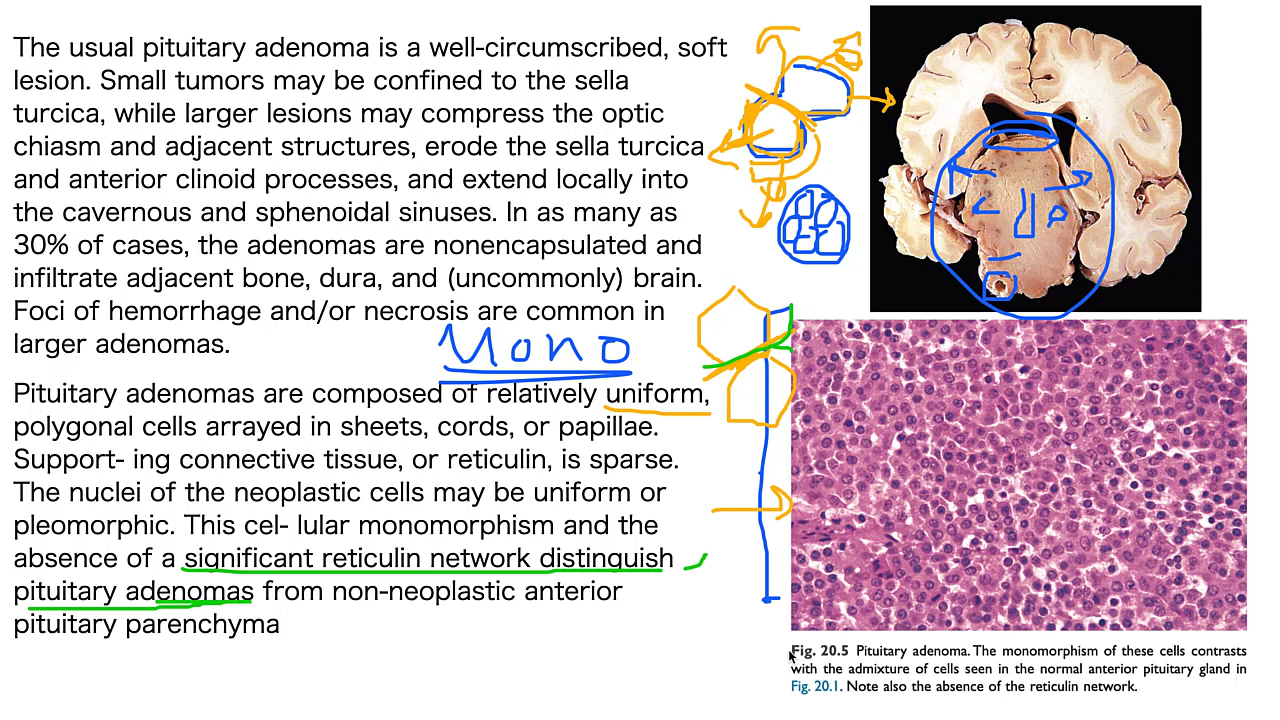 The usual pituitary adenoma is a well-circumscribed, soft
lesion. Small tumors may be confined to the sella
turcica, while larger lesions may compress the optic
chiasm and adjacent structures, erode the sella turcica
and anterior clinoid processes, and extend locally into
the cavernous and sphenoidal sinuses. In as many as
30% of cases, the adenomas are nonencapsulated and
infiltrate adjacent bone, dura, and (uncommonly) brain.
Foci of hemorrhage and/or necrosis are common in
larger adenomas.
Mono
Pituitary adenomas are composed of relatively uniform,
polygonal cells arrayed in sheets, cords, or papillae.
Support- ing connective tissue, or reticulin, is sparse.
The nuclei of the neoplastic cells may be uniform or
pleomorphic. This cel- lular monomorphism and the
absence of a significant reticulin network distinguish
pituitary adenomas from non-neoplastic anterior
pituitary parenchyma
Fig. 20.5 Pituitary adenoma. The monomorphism of these cells contrasts
with the admixture of cells seen in the normal anterior pituitary gland in
Fig. 20.1. Note also the absence of the reticulin network.